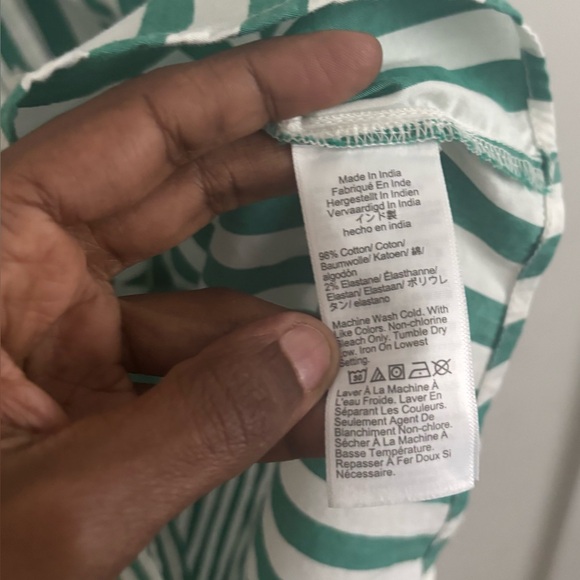 Made In India
Fabriqué En Inde
Hergestellt In Indien
Vervaardigd In India
インド製
hecho en india
98% Cotton/ Coton/
Baumwolle/ Katoen/ 綿/
algodón
2% Elastane/ Élasthanne/
Elastan/ Elastaan/ ポリウレ
タン/ elastano
Machine Wash Cold. With
Like Colors. Non-chlorine
Beach Only. Tumble Dry
Low. Iron On Lowest
Setting.
30
Laver À La Machine À
L'eau Froide. Laver En
Séparant Les Couleurs.
Seulement Agent De
Blanchiment Non-chlore.
Sécher À La Machine À
Basse Température.
Repasser À Fer Doux Si
Nécessaire.